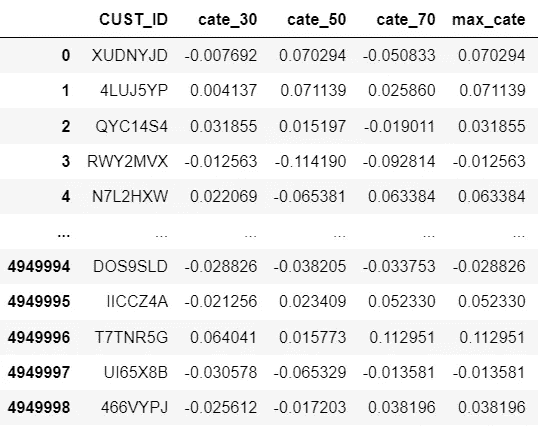 CUST_ID cate_30 cate_50 cate_70 max_cate
0 XUDNYJD -0.007692 0.070294 -0.050833 0.070294
1 4LUJ5YP 0.004137 0.071139 0.025860 0.071139
2 QYC14S4 0.031855 0.015197 -0.019011 0.031855
3 RWY2MVX -0.012563 -0.114190 -0.092814 -0.012563
4 N7L2HXW 0.022069 -0.065381 0.063384 0.063384
... ... ... ... ... ...
4949994 DOS9SLD -0.028826 -0.038205 -0.033753 -0.028826
4949995 IICCZ4A -0.021256 0.023409 0.052330 0.052330
4949996 T7TNR5G 0.064041 0.015773 0.112951 0.112951
4949997 UI65X8B -0.030578 -0.065329 -0.013581 -0.013581
4949998 466VYPJ -0.025612 -0.017203 0.038196 0.038196